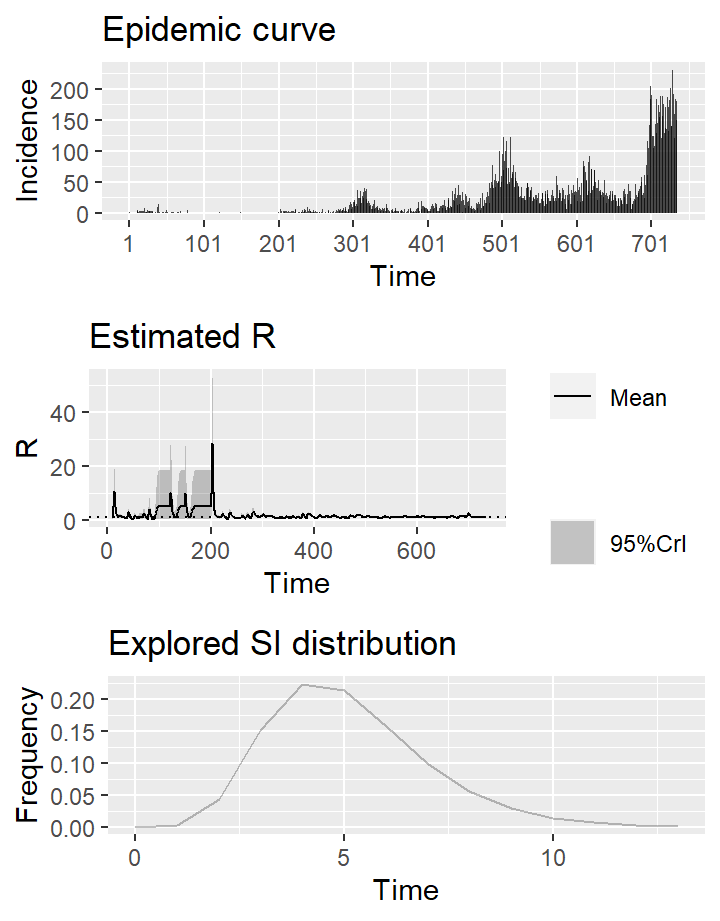 Epidemic curve
Incidence
200
150
100
50
0
1 101 201 301 401 501 601 701
Time
Estimated R
R
40
20
0
0 200 400 600
Time
Mean
95%CrI
Explored SI distribution
Frequency
0.20
0.15
0.10
0.05
0.00
0 5 10
Time